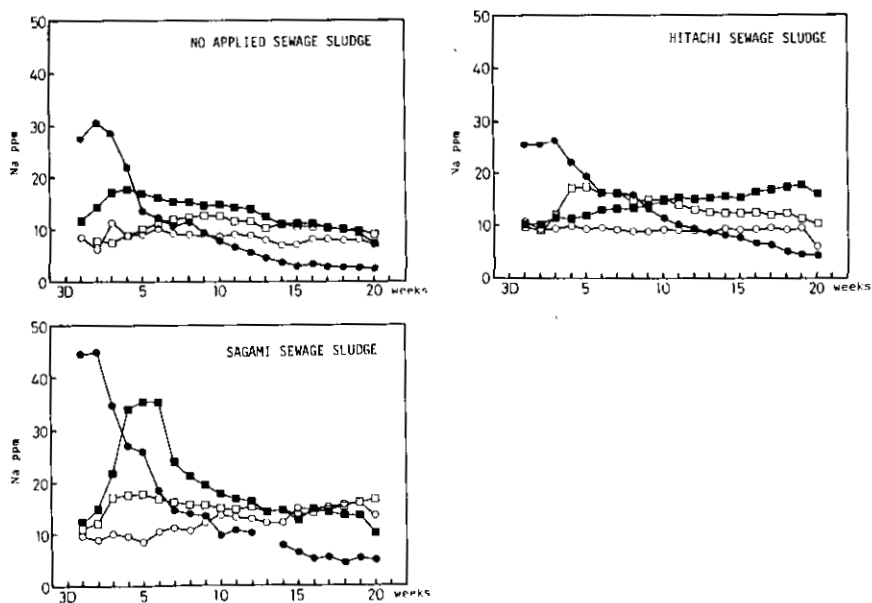 50
NO APPLIED SEWAGE SLUDGE
40
30
Na ppm
20
10
0
3D 5 10 15 20 weeks
50
HITACHI SEWAGE SLUDGE
40
30
Na ppm
20
10
0
3D 5 10 15 20 weeks
50
SAGAMI SEWAGE SLUDGE
40
30
Na ppm
20
10
0
3D 5 10 15 20 weeks